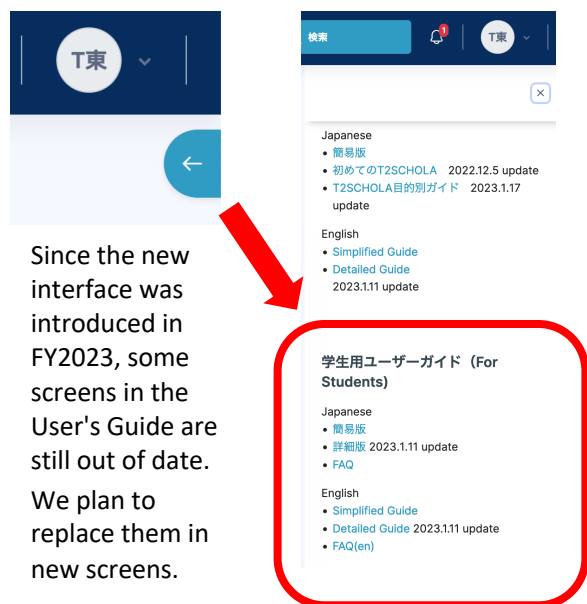 T東
Since the new
interface was
introduced in
FY2023, some
screens in the
User's Guide are
still out of date.
We plan to
replace them in
new screens.
検索
1
T東
×
Japanese
• 簡易版
• 初めてのT2SCHOLA 2022.12.5 update
• T2SCHOLA目的別ガイド 2023.1.17
update
English
• Simplified Guide
• Detailed Guide
2023.1.11 update
学生用ユーザーガイド（For
Students)
Japanese
• 簡易版
• 詳細版 2023.1.11 update
• FAQ
English
• Simplified Guide
• Detailed Guide 2023.1.11 update
• FAQ(en)